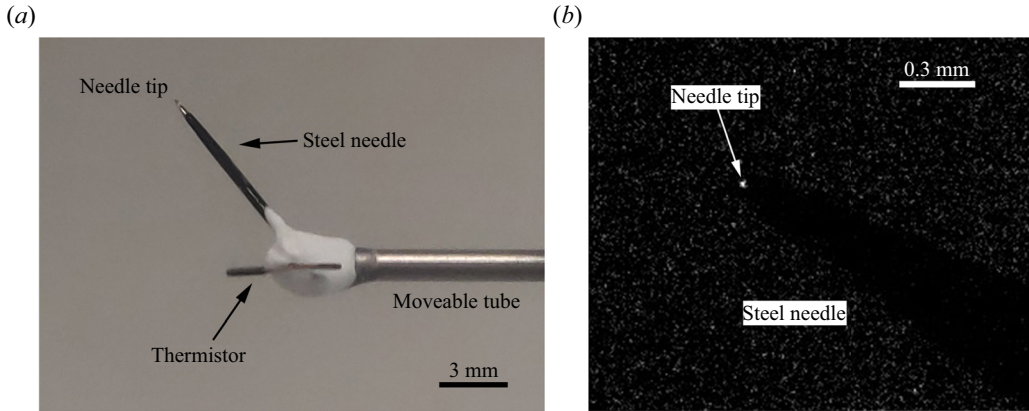 (a)
Needle tip
Steel needle
Thermistor
Moveable tube
3 mm
(b)
0.3 mm
Needle tip
Steel needle